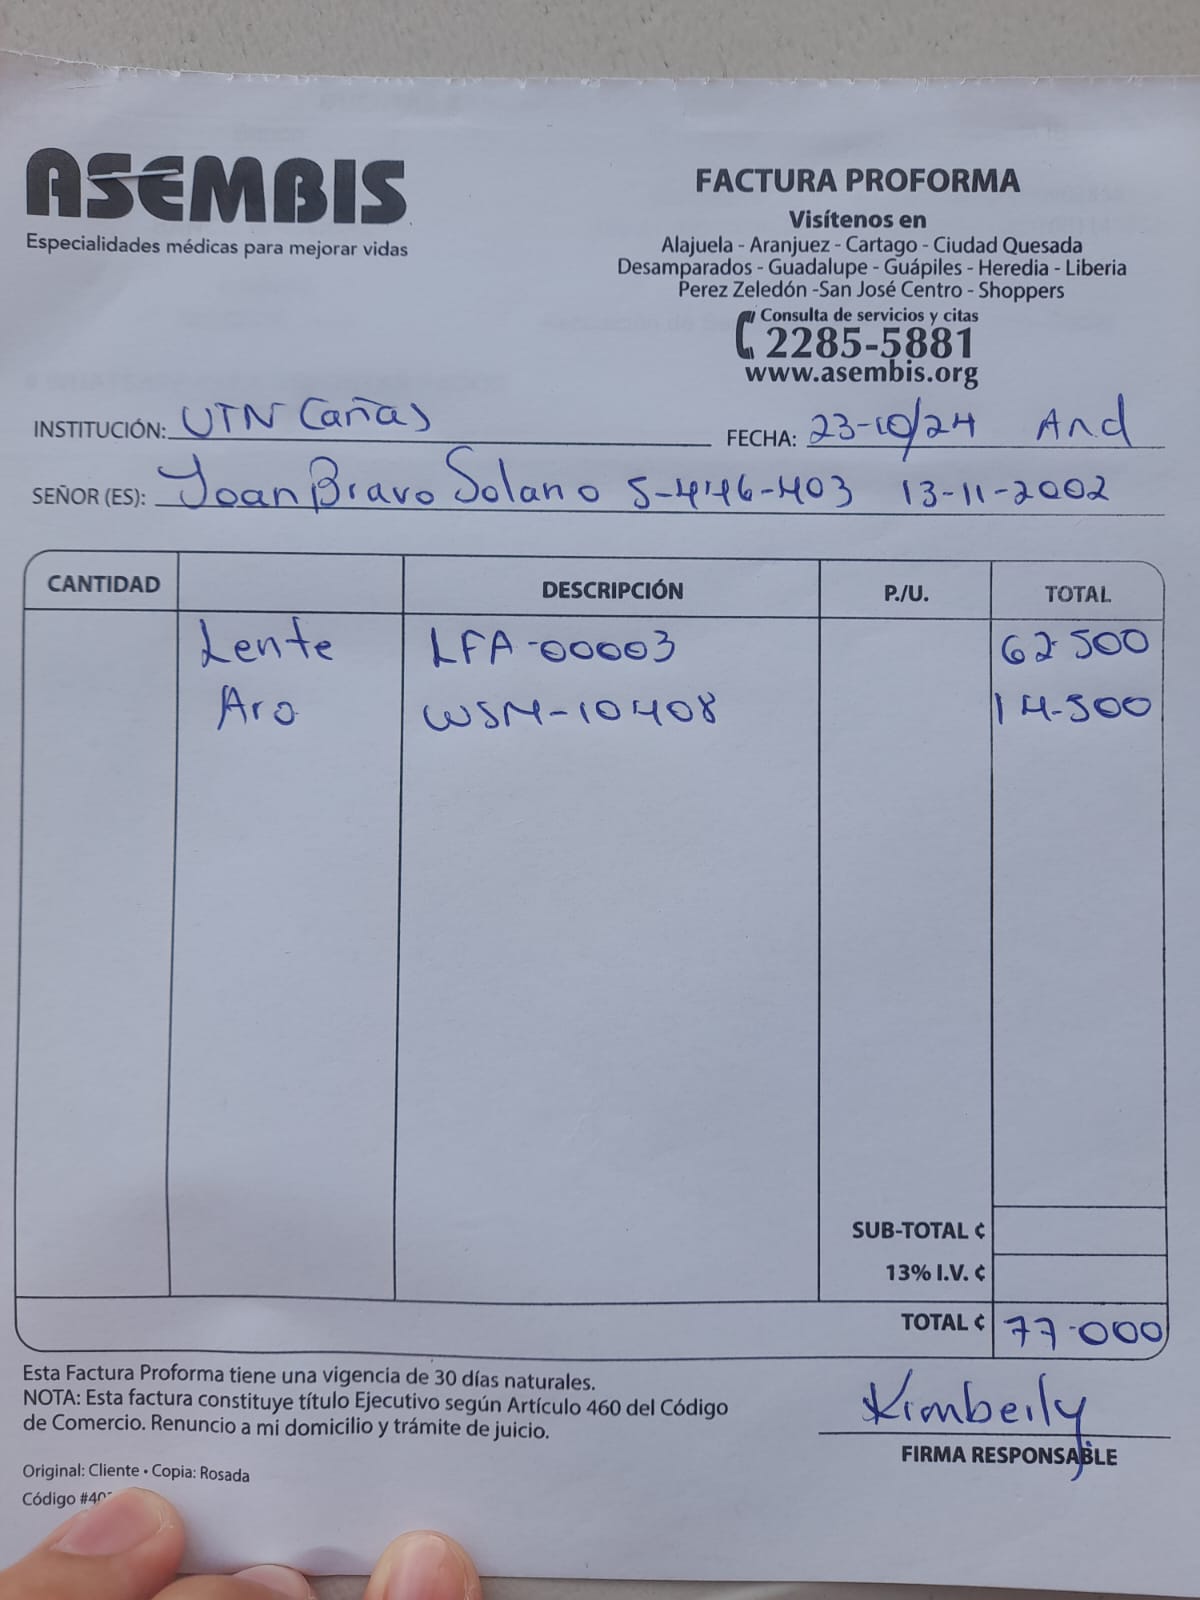 ASEMBIS
Especialidades médicas para mejorar vidas
FACTURA PROFORMA
Visítenos en
Alajuela - Aranjuez - Cartago - Ciudad Quesada
Desamparados - Guadalupe - Guápiles - Heredia - Liberia
Perez Zeledón -San José Centro - Shoppers
Consulta de servicios y citas
2285-5881
www.asembis.org
INSTITUCIÓN: UTN Cañas FECHA: 23-10/24 And
SEÑOR (ES): Yoan Bravo Solano 5-446-403 13-11-2002
CANTIDAD DESCRIPCIÓN P./U. TOTAL
Lente LFA-00003 62-500
Aro WSM-10408 14-500
SUB-TOTAL ¢
13% I.V. ¢
TOTAL ¢ 77-000
Esta Factura Proforma tiene una vigencia de 30 días naturales.
NOTA: Esta factura constituye título Ejecutivo según Artículo 460 del Código
de Comercio. Renuncio a mi domicilio y trámite de juicio.
Kimberly
FIRMA RESPONSABLE
Original: Cliente • Copia: Rosada
Código